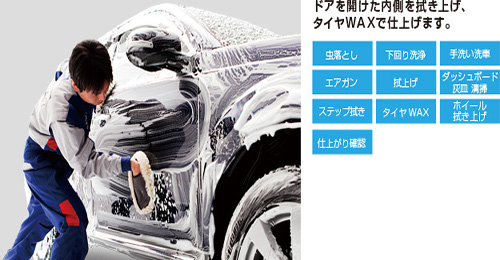 ドアを開けた内側を拭き上げ、
タイヤWAXで仕上げます。
虫落とし
下回り洗浄
手洗い洗車
エアガン
拭上げ
ダッシュボード
灰皿 清掃
ステップ拭き
タイヤWAX
ホイール
拭き上げ
仕上がり確認